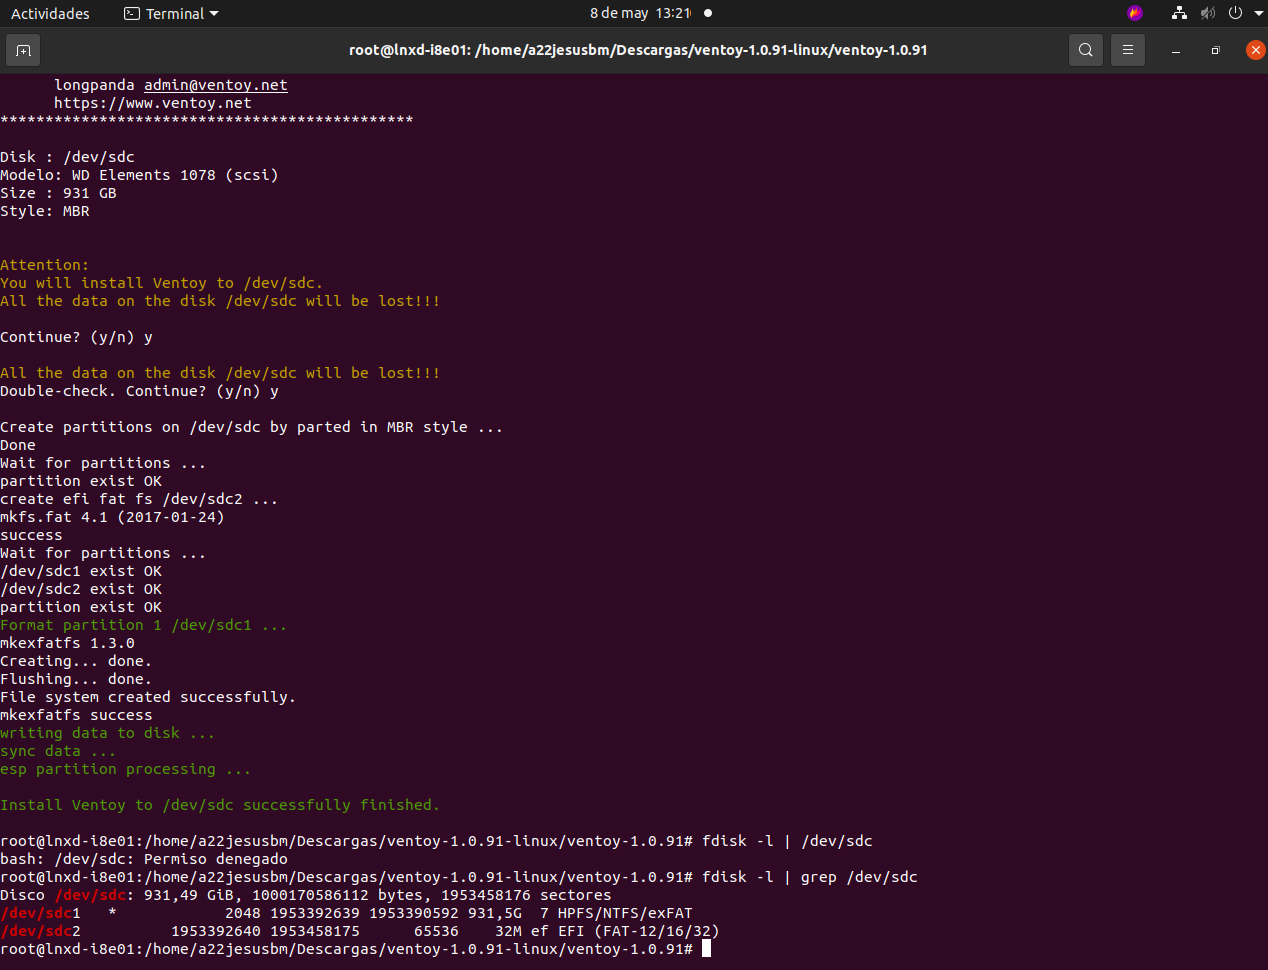 Actividades
Terminal
8 de may 13:21
root@lnxd-i8e01: /home/a22jesusbm/Descargas/ventoy-1.0.91-linux/ventoy-1.0.91
longpanda admin@ventoy.net
https://www.ventoy.net
**********************************************
Disk : /dev/sdc
Modelo: WD Elements 1078 (scsi)
Size : 931 GB
Style: MBR
Attention:
You will install Ventoy to /dev/sdc.
All the data on the disk /dev/sdc will be lost!!!
Continue? (y/n) y
All the data on the disk /dev/sdc will be lost!!!
Double-check. Continue? (y/n) y
Create partitions on /dev/sdc by parted in MBR style ...
Done
Wait for partitions ...
partition exist OK
create efi fat fs /dev/sdc2 ...
mkfs.fat 4.1 (2017-01-24)
success
Wait for partitions ...
/dev/sdc1 exist OK
/dev/sdc2 exist OK
partition exist OK
Format partition 1 /dev/sdc1 ...
mkexfatfs 1.3.0
Creating... done.
Flushing... done.
File system created successfully.
mkexfatfs success
writing data to disk ...
sync data ...
esp partition processing ...
Install Ventoy to /dev/sdc successfully finished.
root@lnxd-i8e01:/home/a22jesusbm/Descargas/ventoy-1.0.91-linux/ventoy-1.0.91# fdisk -l | /dev/sdc
bash: /dev/sdc: Permiso denegado
root@lnxd-i8e01:/home/a22jesusbm/Descargas/ventoy-1.0.91-linux/ventoy-1.0.91# fdisk -l | grep /dev/sdc
Disco /dev/sdc: 931,49 GiB, 1000170586112 bytes, 1953458176 sectores
/dev/sdc1 * 2048 1953392639 1953390592 931,5G 7 HPFS/NTFS/exFAT
/dev/sdc2 1953392640 1953458175 65536 32M ef EFI (FAT-12/16/32)
root@lnxd-i8e01:/home/a22jesusbm/Descargas/ventoy-1.0.91-linux/ventoy-1.0.91#